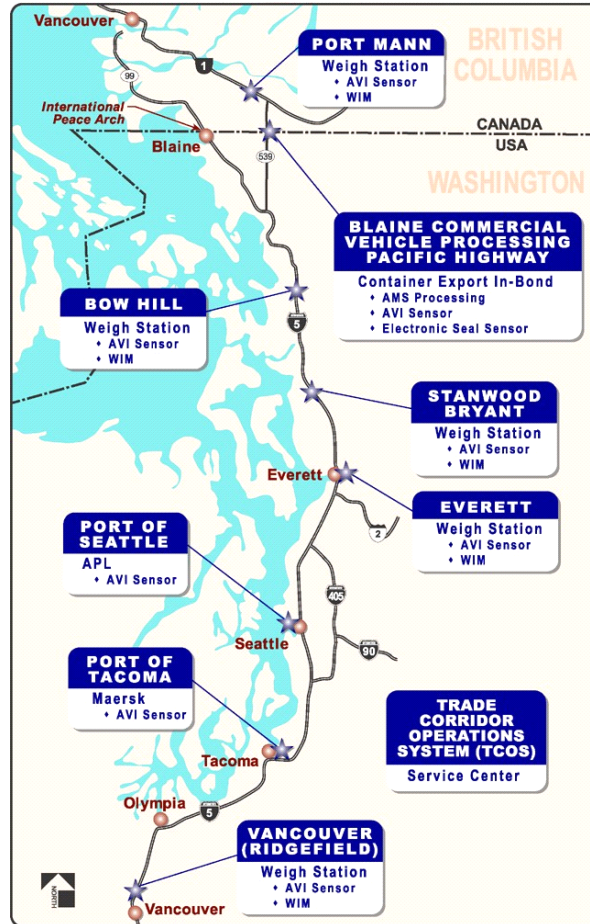 Vancouver
PORT MANN
Weigh Station
♦ AVI Sensor
♦ WIM
BRITISH
COLUMBIA
1
99
International
Peace Arch
Blaine
CANADA
USA
539
WASHINGTON
BLAINE COMMERCIAL
VEHICLE PROCESSING
PACIFIC HIGHWAY
Container Export In-Bond
♦ AMS Processing
♦ AVI Sensor
♦ Electronic Seal Sensor
BOW HILL
Weigh Station
♦ AVI Sensor
♦ WIM
5
STANWOOD
BRYANT
Weigh Station
♦ AVI Sensor
♦ WIM
Everett
EVERETT
Weigh Station
♦ AVI Sensor
♦ WIM
2
PORT OF
SEATTLE
APL
♦ AVI Sensor
405
Seattle
90
PORT OF
TACOMA
Maersk
♦ AVI Sensor
TRADE
CORRIDOR
OPERATIONS
SYSTEM (TCOS)
Service Center
Tacoma
Olympia
5
VANCOUVER
(RIDGEFIELD)
Weigh Station
♦ AVI Sensor
♦ WIM
NORTH
Vancouver